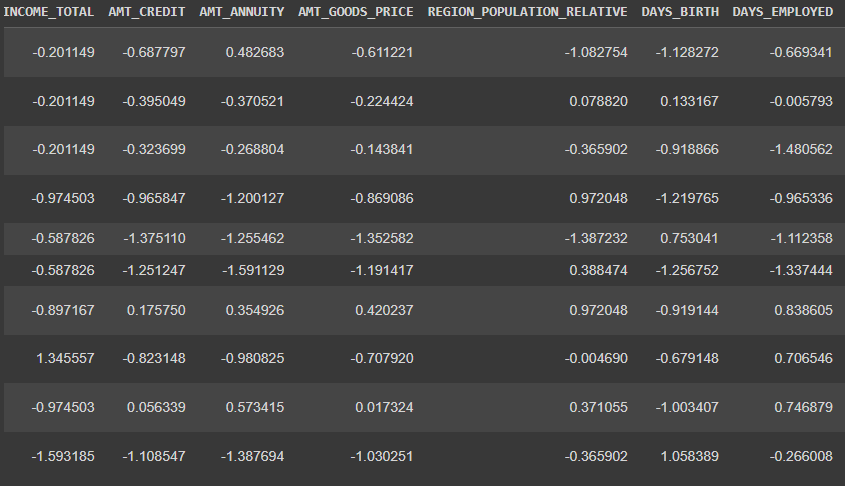 INCOME_TOTAL AMT_CREDIT AMT_ANNUITY AMT_GOODS_PRICE REGION_POPULATION_RELATIVE DAYS_BIRTH DAYS_EMPLOYED
-0.201149 -0.687797 0.482683 -0.611221 -1.082754 -1.128272 -0.669341
-0.201149 -0.395049 -0.370521 -0.224424 0.078820 0.133167 -0.005793
-0.201149 -0.323699 -0.268804 -0.143841 -0.365902 -0.918866 -1.480562
-0.974503 -0.965847 -1.200127 -0.869086 0.972048 -1.219765 -0.965336
-0.587826 -1.375110 -1.255462 -1.352582 -1.387232 0.753041 -1.112358
-0.587826 -1.251247 -1.591129 -1.191417 0.388474 -1.256752 -1.337444
-0.897167 0.175750 0.354926 0.420237 0.972048 -0.919144 0.838605
1.345557 -0.823148 -0.980825 -0.707920 -0.004690 -0.679148 0.706546
-0.974503 0.056339 0.573415 0.017324 0.371055 -1.003407 0.746879
-1.593185 -1.108547 -1.387694 -1.030251 -0.365902 1.058389 -0.266008